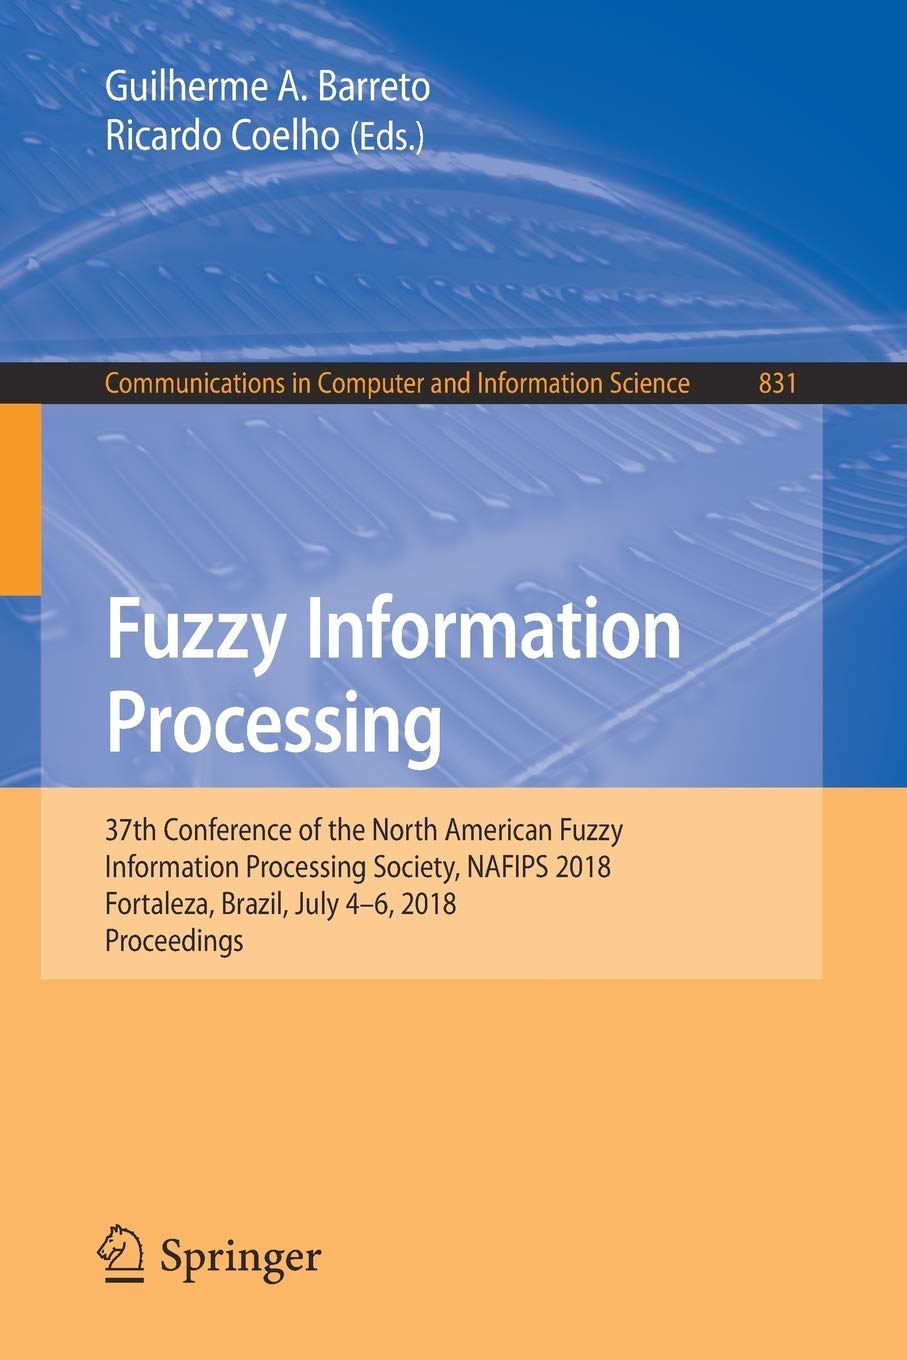 Guilherme A. Barreto
Ricardo Coelho (Eds.)
Communications in Computer and Information Science 831
Fuzzy Information
Processing
37th Conference of the North American Fuzzy
Information Processing Society, NAFIPS 2018
Fortaleza, Brazil, July 4–6, 2018
Proceedings
Springer